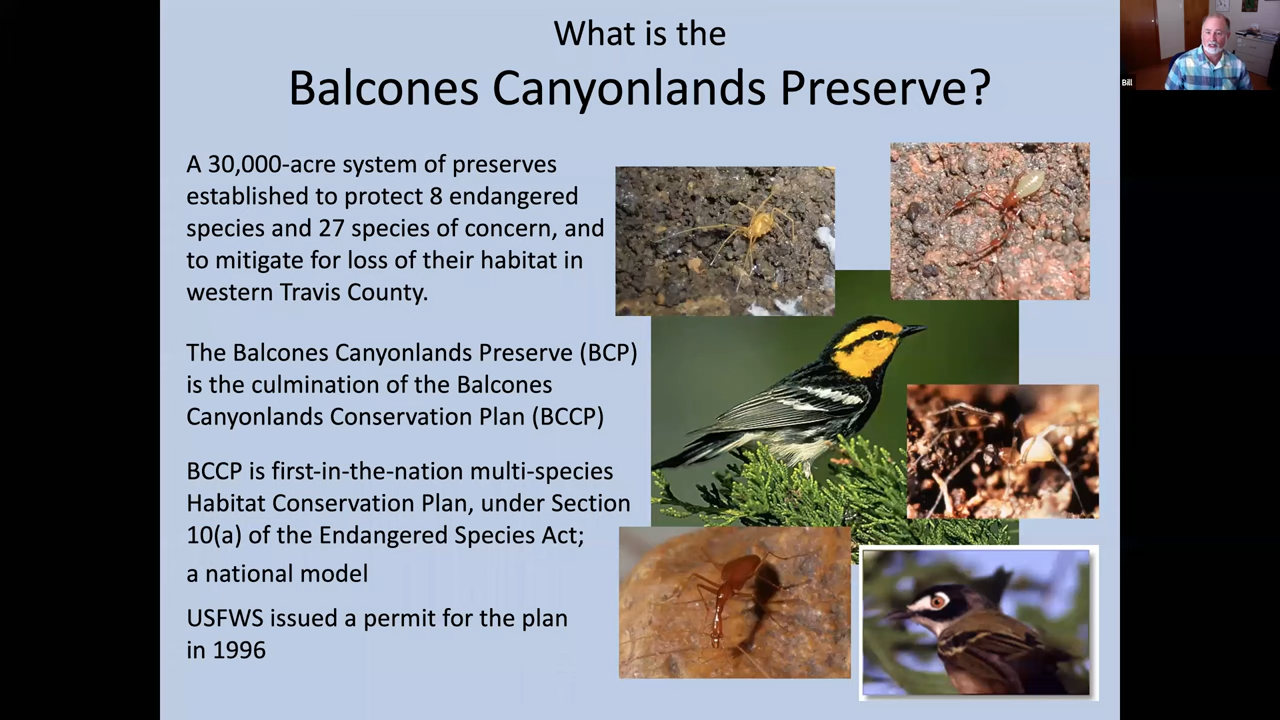 What is the
Balcones Canyonlands Preserve?
A 30,000-acre system of preserves
established to protect 8 endangered
species and 27 species of concern, and
to mitigate for loss of their habitat in
western Travis County.
The Balcones Canyonlands Preserve (BCP)
is the culmination of the Balcones
Canyonlands Conservation Plan (BCCP)
BCCP is first-in-the-nation multi-species
Habitat Conservation Plan, under Section
10(a) of the Endangered Species Act;
a national model
USFWS issued a permit for the plan
in 1996
Bill